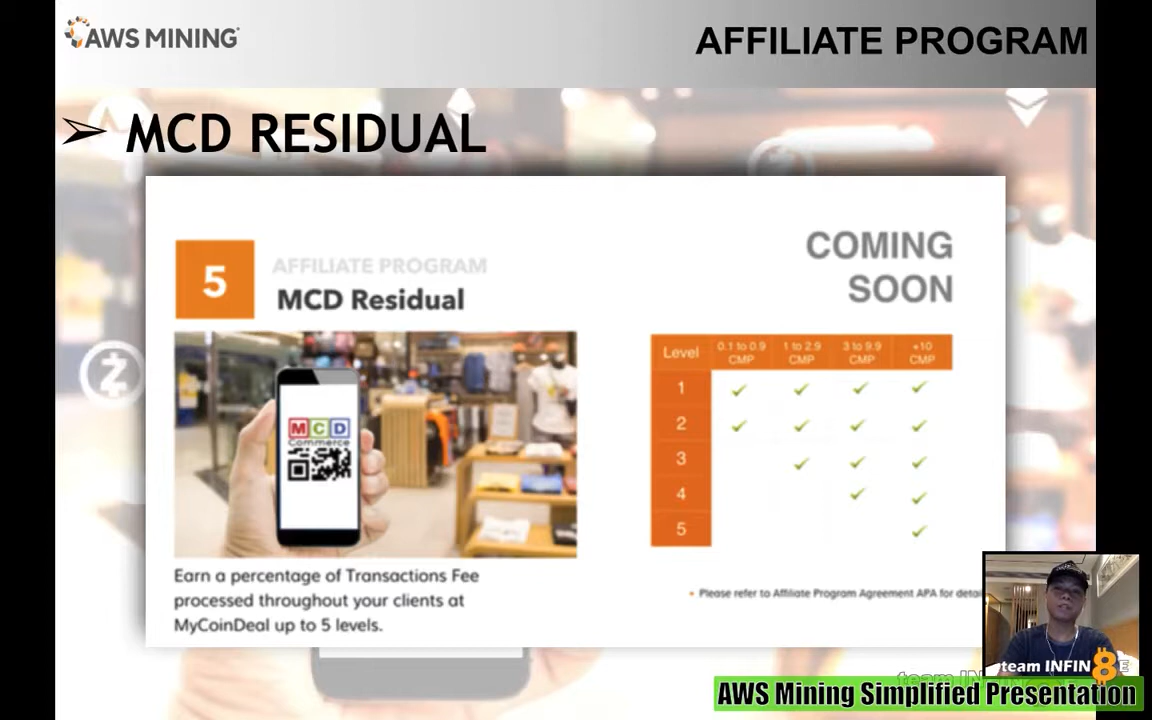 AWS MINING
AFFILIATE PROGRAM
➢ MCD RESIDUAL
5
AFFILIATE PROGRAM
MCD Residual
COMING
SOON
MCD
Commerce
Level 0.1 to 0.9 CMP 1 to 2.9 CMP 3 to 9.9 CMP +10 CMP
1 ✓ ✓ ✓ ✓
2 ✓ ✓ ✓ ✓
3 ✓ ✓ ✓
4 ✓ ✓
5 ✓
Earn a percentage of Transactions Fee
processed throughout your clients at
MyCoinDeal up to 5 levels.
• Please refer to Affiliate Program Agreement APA for detai
team INFIN8E
AWS Mining Simplified Presentation